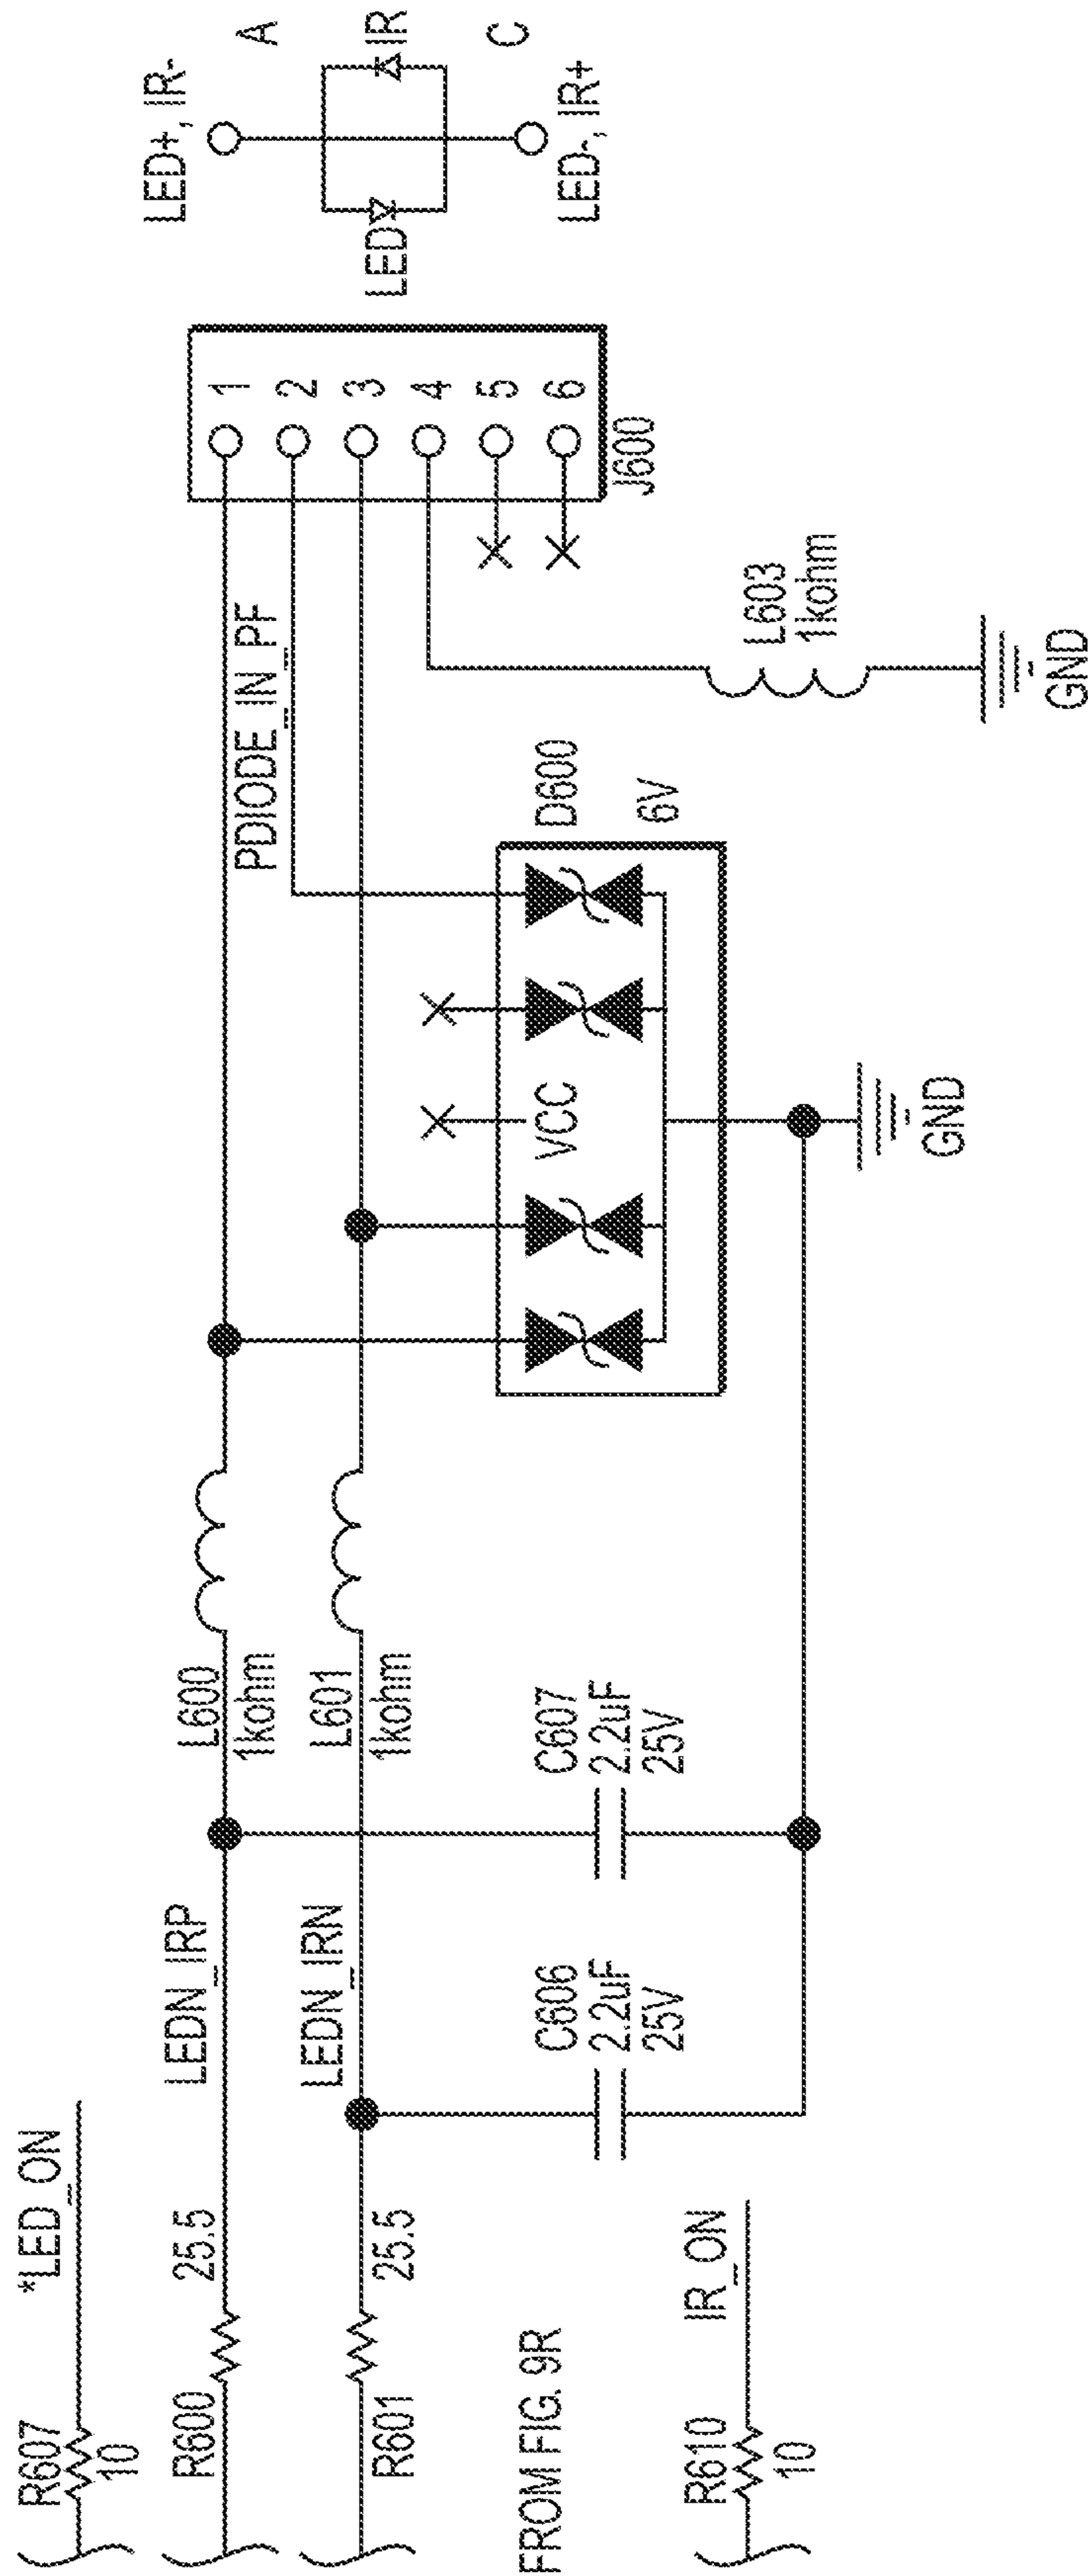 R607
10
*LED_ON
R600
25.5
LEDN_IRP
L600
1kohm
R601
25.5
LEDN_IRN
L601
1kohm
FROM FIG. 9R
R610
10
IR_ON
C606
2.2uF
25V
C607
2.2uF
25V
VCC
D600
6V
GND
PDIODE_IN_PF
L603
1kohm
GND
1
2
3
4
5
6
J600
LED+, IR-
A
LED
IR
LED-, IR+
C